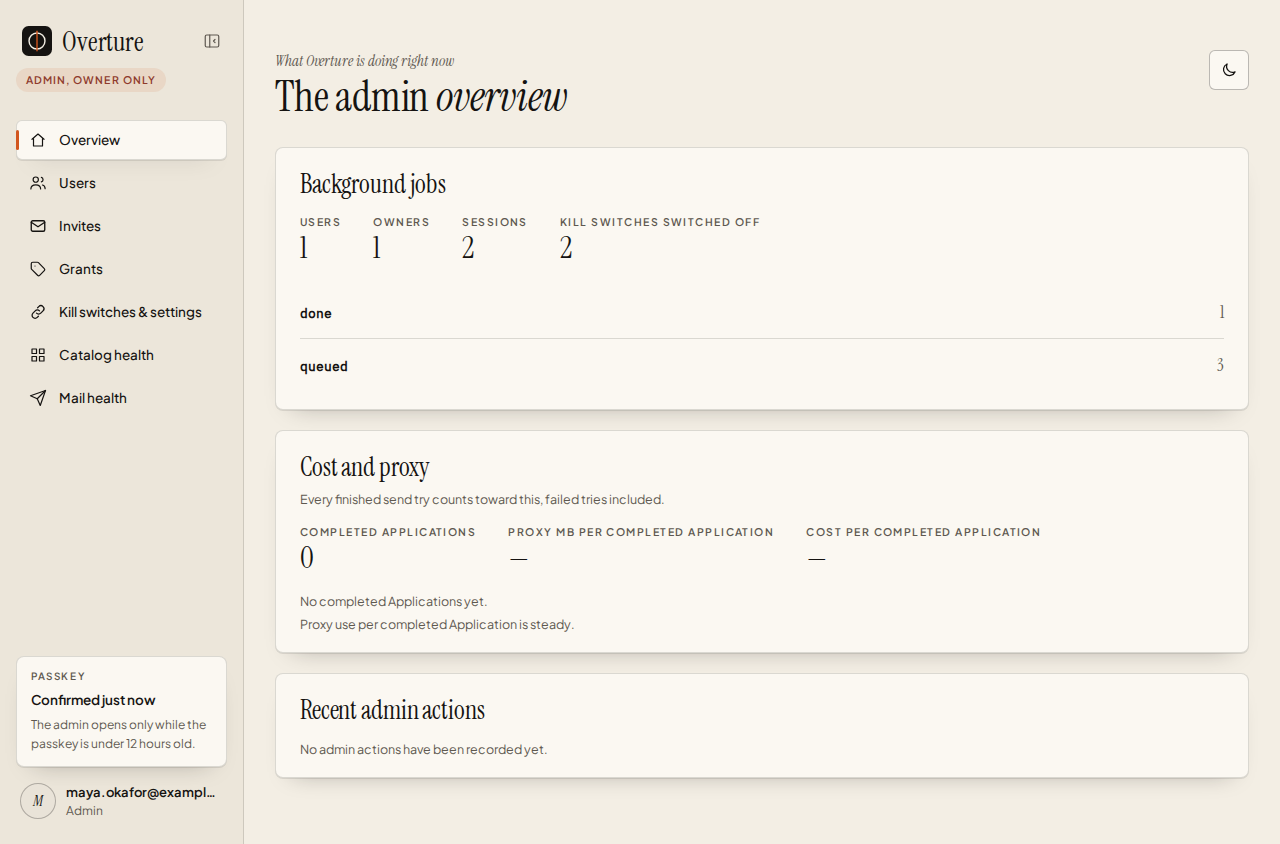 Overture
ADMIN, OWNER ONLY
Overview
Users
Invites
Grants
Kill switches & settings
Catalog health
Mail health
PASSKEY
Confirmed just now
The admin opens only while the
passkey is under 12 hours old.
M
maya.okafor@exampl…
Admin
What Overture is doing right now
The admin overview
Background jobs
USERS OWNERS SESSIONS KILL SWITCHES SWITCHED OFF
1 1 2 2
done 1
queued 3
Cost and proxy
Every finished send try counts toward this, failed tries included.
COMPLETED APPLICATIONS PROXY MB PER COMPLETED APPLICATION COST PER COMPLETED APPLICATION
0 — —
No completed Applications yet.
Proxy use per completed Application is steady.
Recent admin actions
No admin actions have been recorded yet.